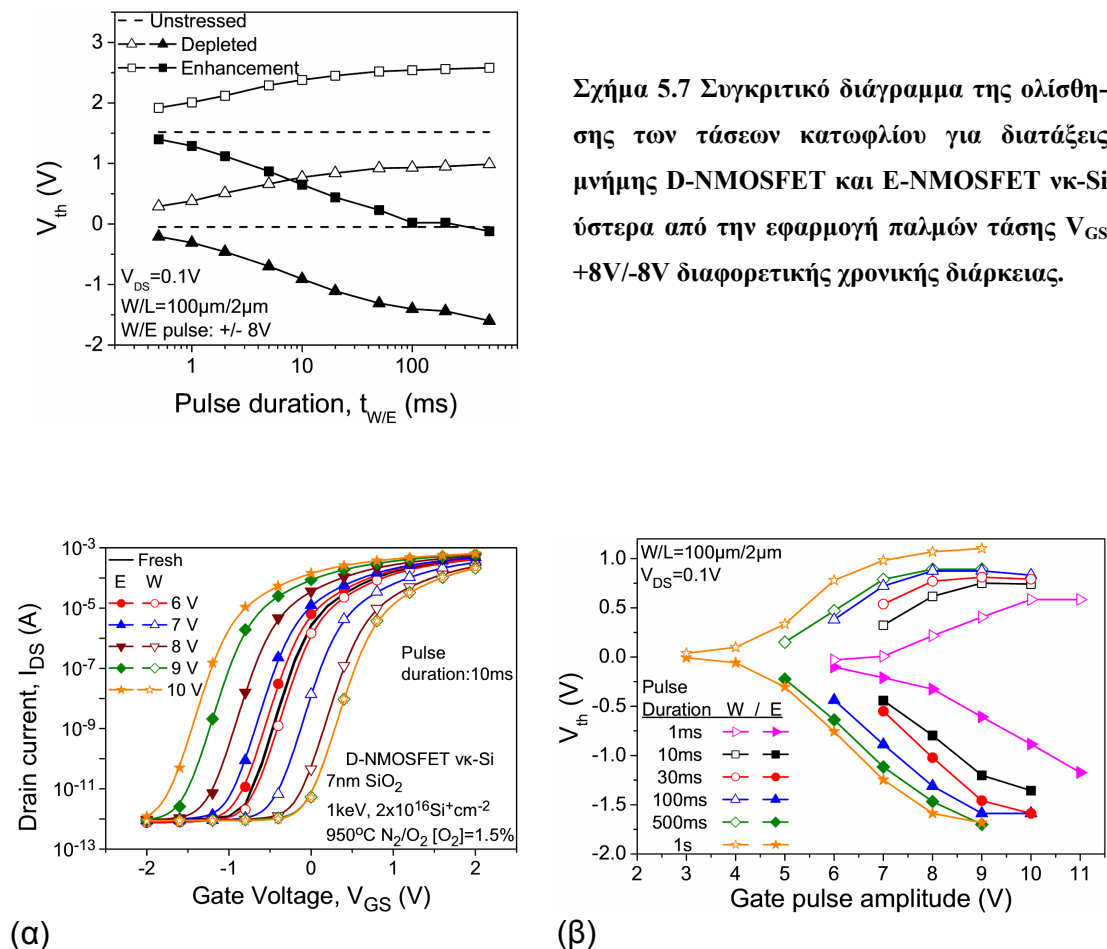 Unstressed
Depleted
Enhancement
3
2
1
0
-1
-2
V_th (V)
V_DS=0.1V
W/L=100μm/2μm
W/E pulse: +/- 8V
1 10 100
Pulse duration, t_W/E (ms)
Σχήμα 5.7 Συγκριτικό διάγραμμα της ολίσθη-
σης των τάσεων κατωφλίου για διατάξεις
μνήμης D-NMOSFET και E-NMOSFET νκ-Si
ύστερα από την εφαρμογή παλμών τάσης V_GS
+8V/-8V διαφορετικής χρονικής διάρκειας.
10^-3
10^-5
10^-7
10^-9
10^-11
10^-13
Drain current, I_DS (A)
Fresh
E W
6 V
7 V
8 V
9 V
10 V
Pulse
duration:10ms
D-NMOSFET νκ-Si
7nm SiO_2
1keV, 2x10^16Si^+cm^-2
950ºC N_2/O_2 [O_2]=1.5%
-2 -1 0 1 2
Gate Voltage, V_GS (V)
(α)
W/L=100μm/2μm
V_DS=0.1V
1.0
0.5
0.0
-0.5
-1.0
-1.5
-2.0
V_th (V)
Pulse
Duration W / E
1ms
10ms
30ms
100ms
500ms
1s
2 3 4 5 6 7 8 9 10 11
Gate pulse amplitude (V)
(β)